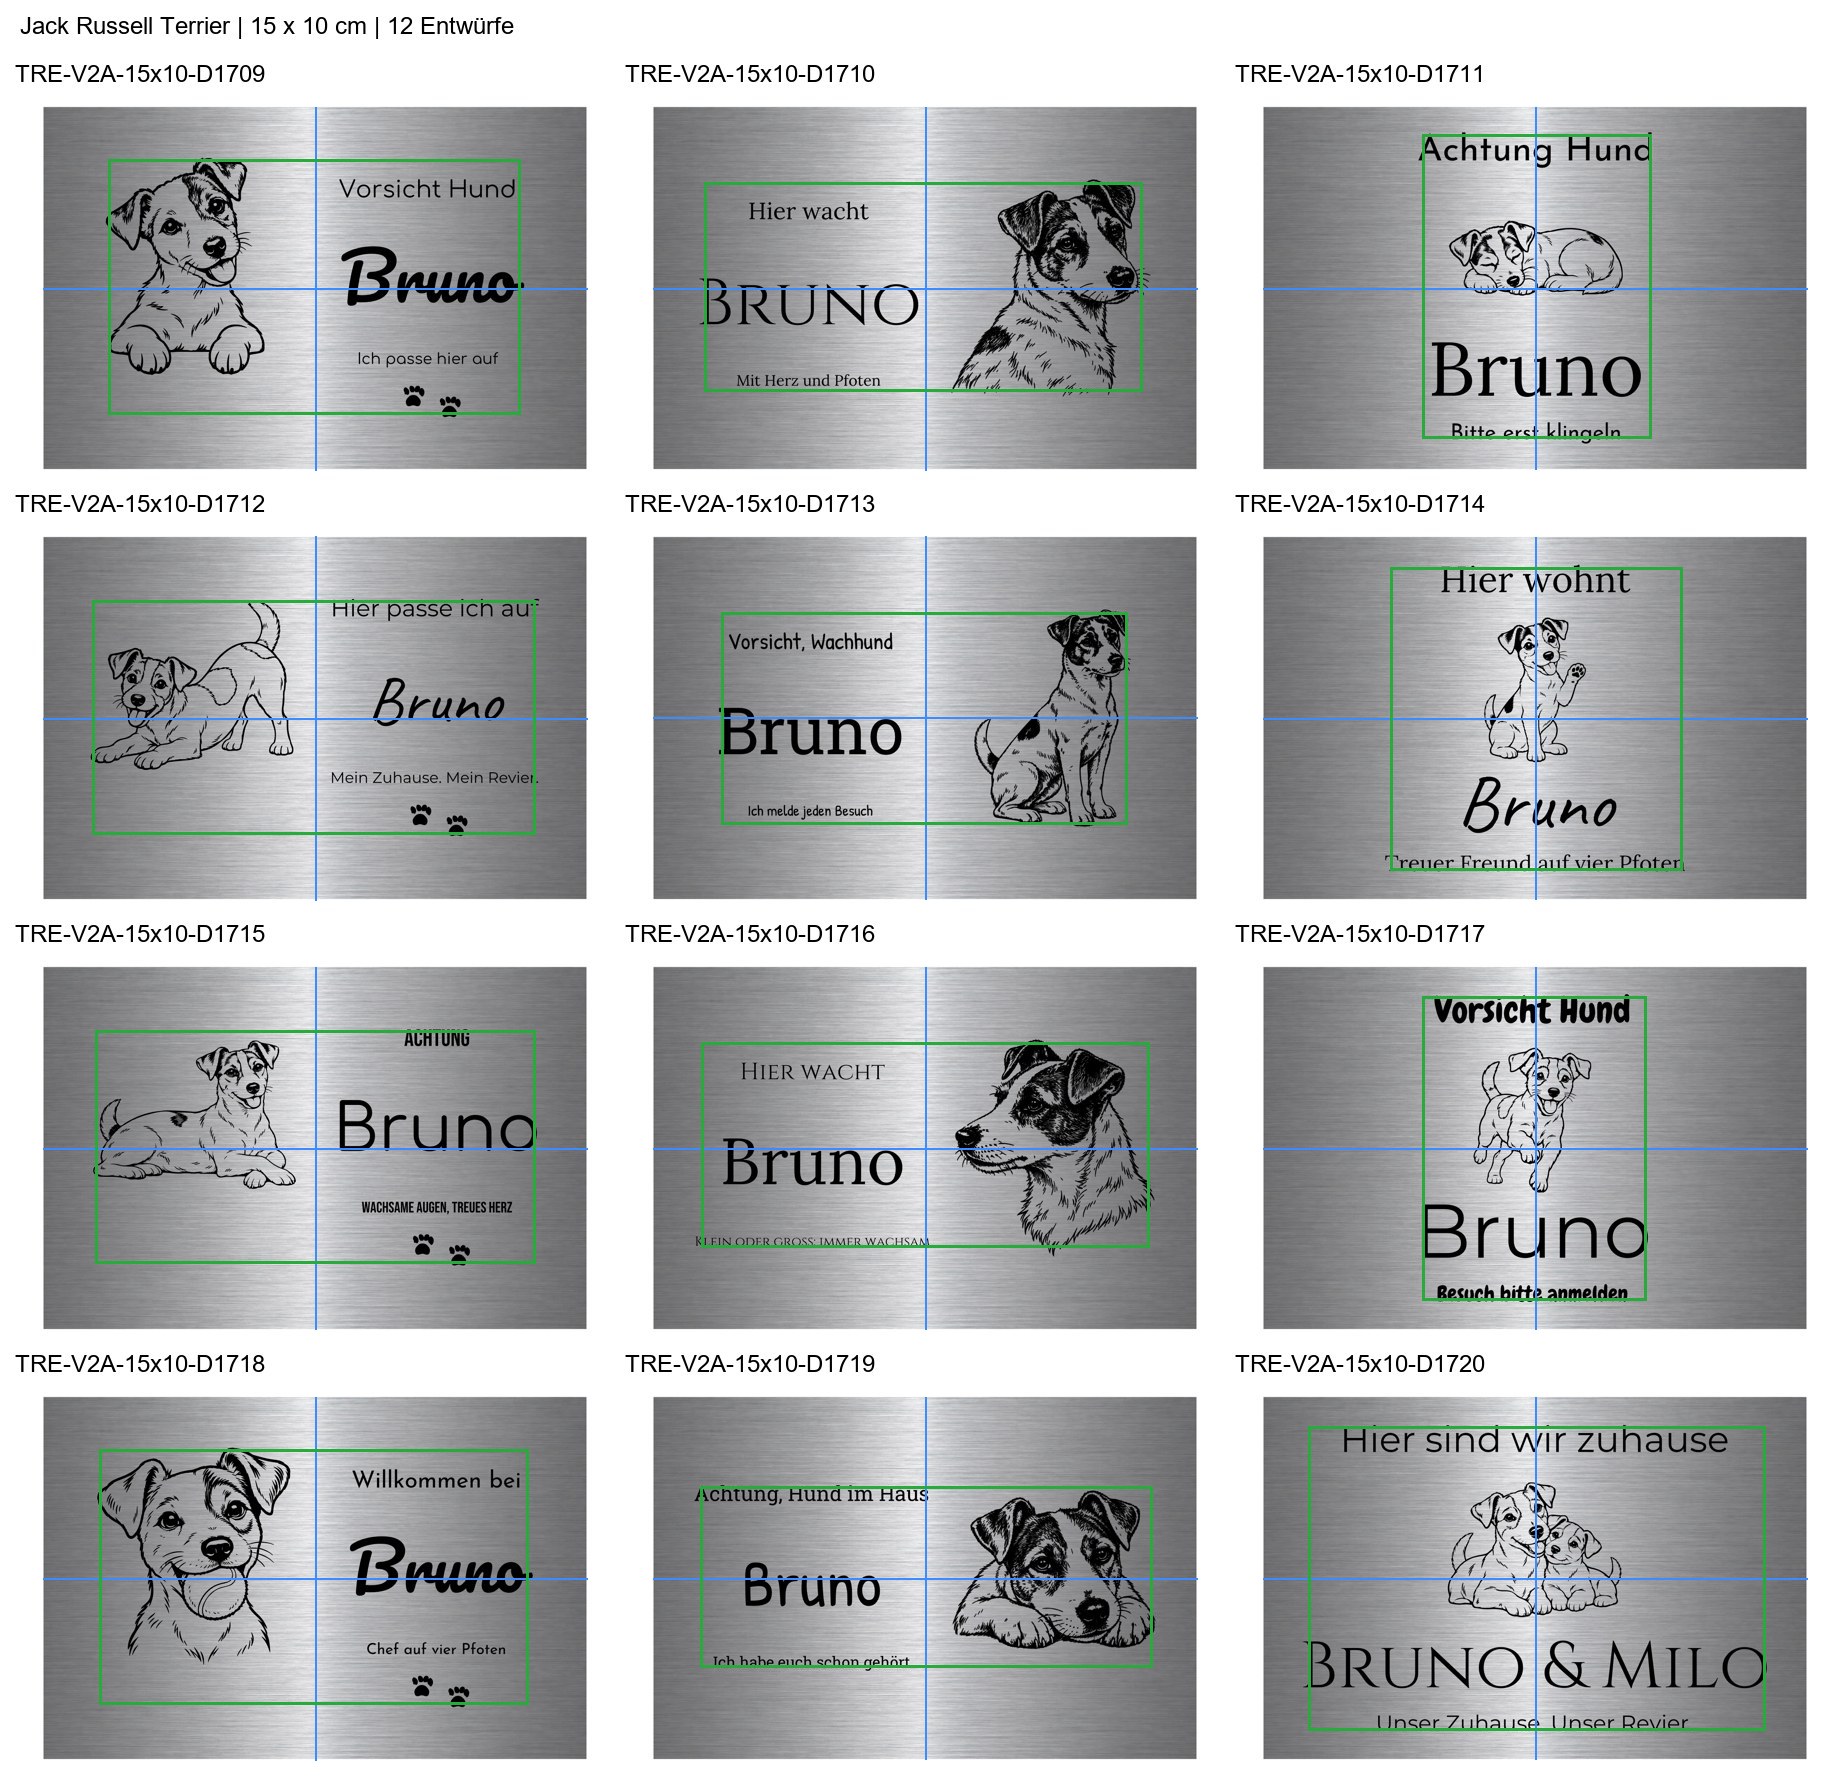 Jack Russell Terrier | 15 x 10 cm | 12 Entwürfe
TRE-V2A-15x10-D1709
Vorsicht Hund
Bruno
Ich passe hier auf
TRE-V2A-15x10-D1710
Hier wacht
BRUNO
Mit Herz und Pfoten
TRE-V2A-15x10-D1711
Achtung Hund
Bruno
Bitte erst klingeln
TRE-V2A-15x10-D1712
Hier passe ich auf
Bruno
Mein Zuhause. Mein Revier.
TRE-V2A-15x10-D1713
Vorsicht, Wachhund
Bruno
Ich melde jeden Besuch
TRE-V2A-15x10-D1714
Hier wohnt
Bruno
Treuer Freund auf vier Pfoten
TRE-V2A-15x10-D1715
ACHTUNG
Bruno
WACHSAME AUGEN, TREUES HERZ
TRE-V2A-15x10-D1716
HIER WACHT
Bruno
KLEIN ODER GROSS: IMMER WACHSAM
TRE-V2A-15x10-D1717
Vorsicht Hund
Bruno
Besuch bitte anmelden
TRE-V2A-15x10-D1718
Willkommen bei
Bruno
Chef auf vier Pfoten
TRE-V2A-15x10-D1719
Achtung, Hund im Haus
Bruno
Ich habe euch schon gehört
TRE-V2A-15x10-D1720
Hier sind wir zuhause
BRUNO & MILO
Unser Zuhause. Unser Revier.